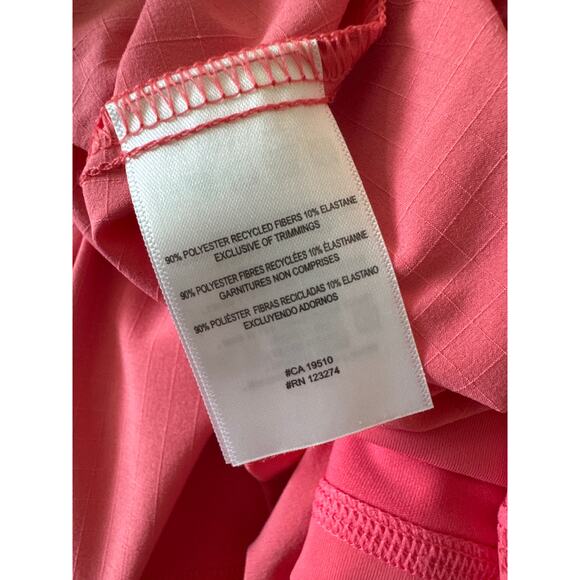 90% POLYESTER RECYCLED FIBERS 10% ELASTANE
EXCLUSIVE OF TRIMMINGS
90% POLYESTER FIBRES RECYCLÉES 10% ÉLASTHANNE
GARNITURES NON COMPRISES
90% POLIÉSTER FIBRAS RECICLADAS 10% ELASTANO
EXCLUYENDO ADORNOS
#CA 19510
#RN 123274